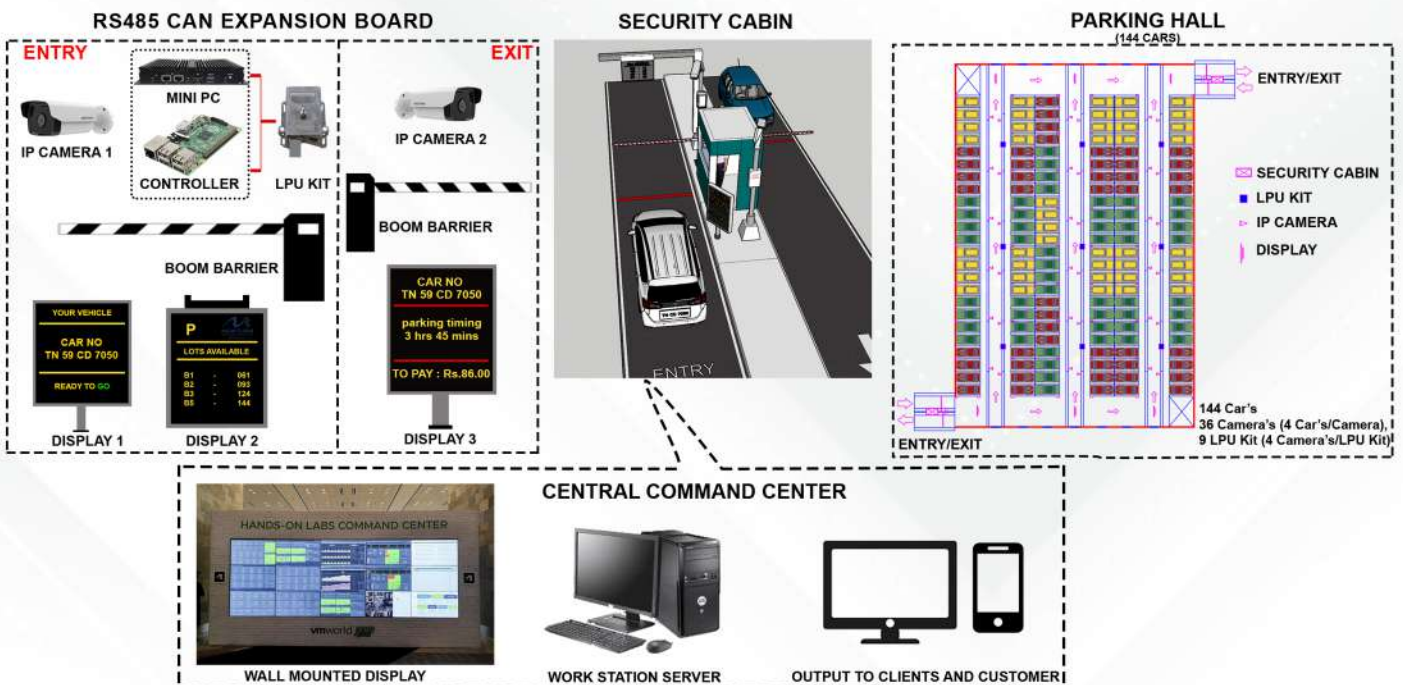 RS485 CAN EXPANSION BOARD
ENTRY
EXIT
MINI PC
IP CAMERA 1
CONTROLLER
LPU KIT
IP CAMERA 2
BOOM BARRIER
BOOM BARRIER
YOUR VEHICLE
CAR NO
TN 59 CD 7050
READY TO GO
DISPLAY 1
P
LOTS AVAILABLE
B1 - 061
B2 - 093
B3 - 124
B5 - 144
DISPLAY 2
CAR NO
TN 59 CD 7050
parking timing
3 hrs 45 mins
TO PAY : Rs.86.00
DISPLAY 3
SECURITY CABIN
ENTRY
PARKING HALL
(144 CARS)
ENTRY/EXIT
SECURITY CABIN
LPU KIT
IP CAMERA
DISPLAY
ENTRY/EXIT
144 Car's
36 Camera's (4 Car's/Camera),
9 LPU Kit (4 Camera's/LPU Kit)
CENTRAL COMMAND CENTER
HANDS-ON LABS COMMAND CENTER
vmworld
WALL MOUNTED DISPLAY
WORK STATION SERVER
OUTPUT TO CLIENTS AND CUSTOMER